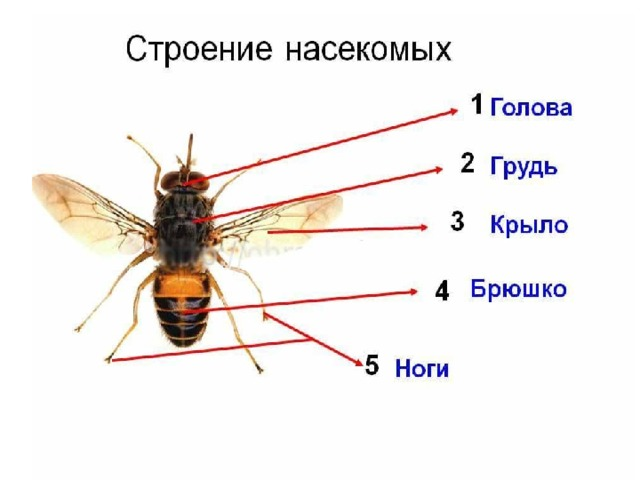 Строение насекомых
1 Голова
2 Грудь
3 Крыло
4 Брюшко
5 Ноги